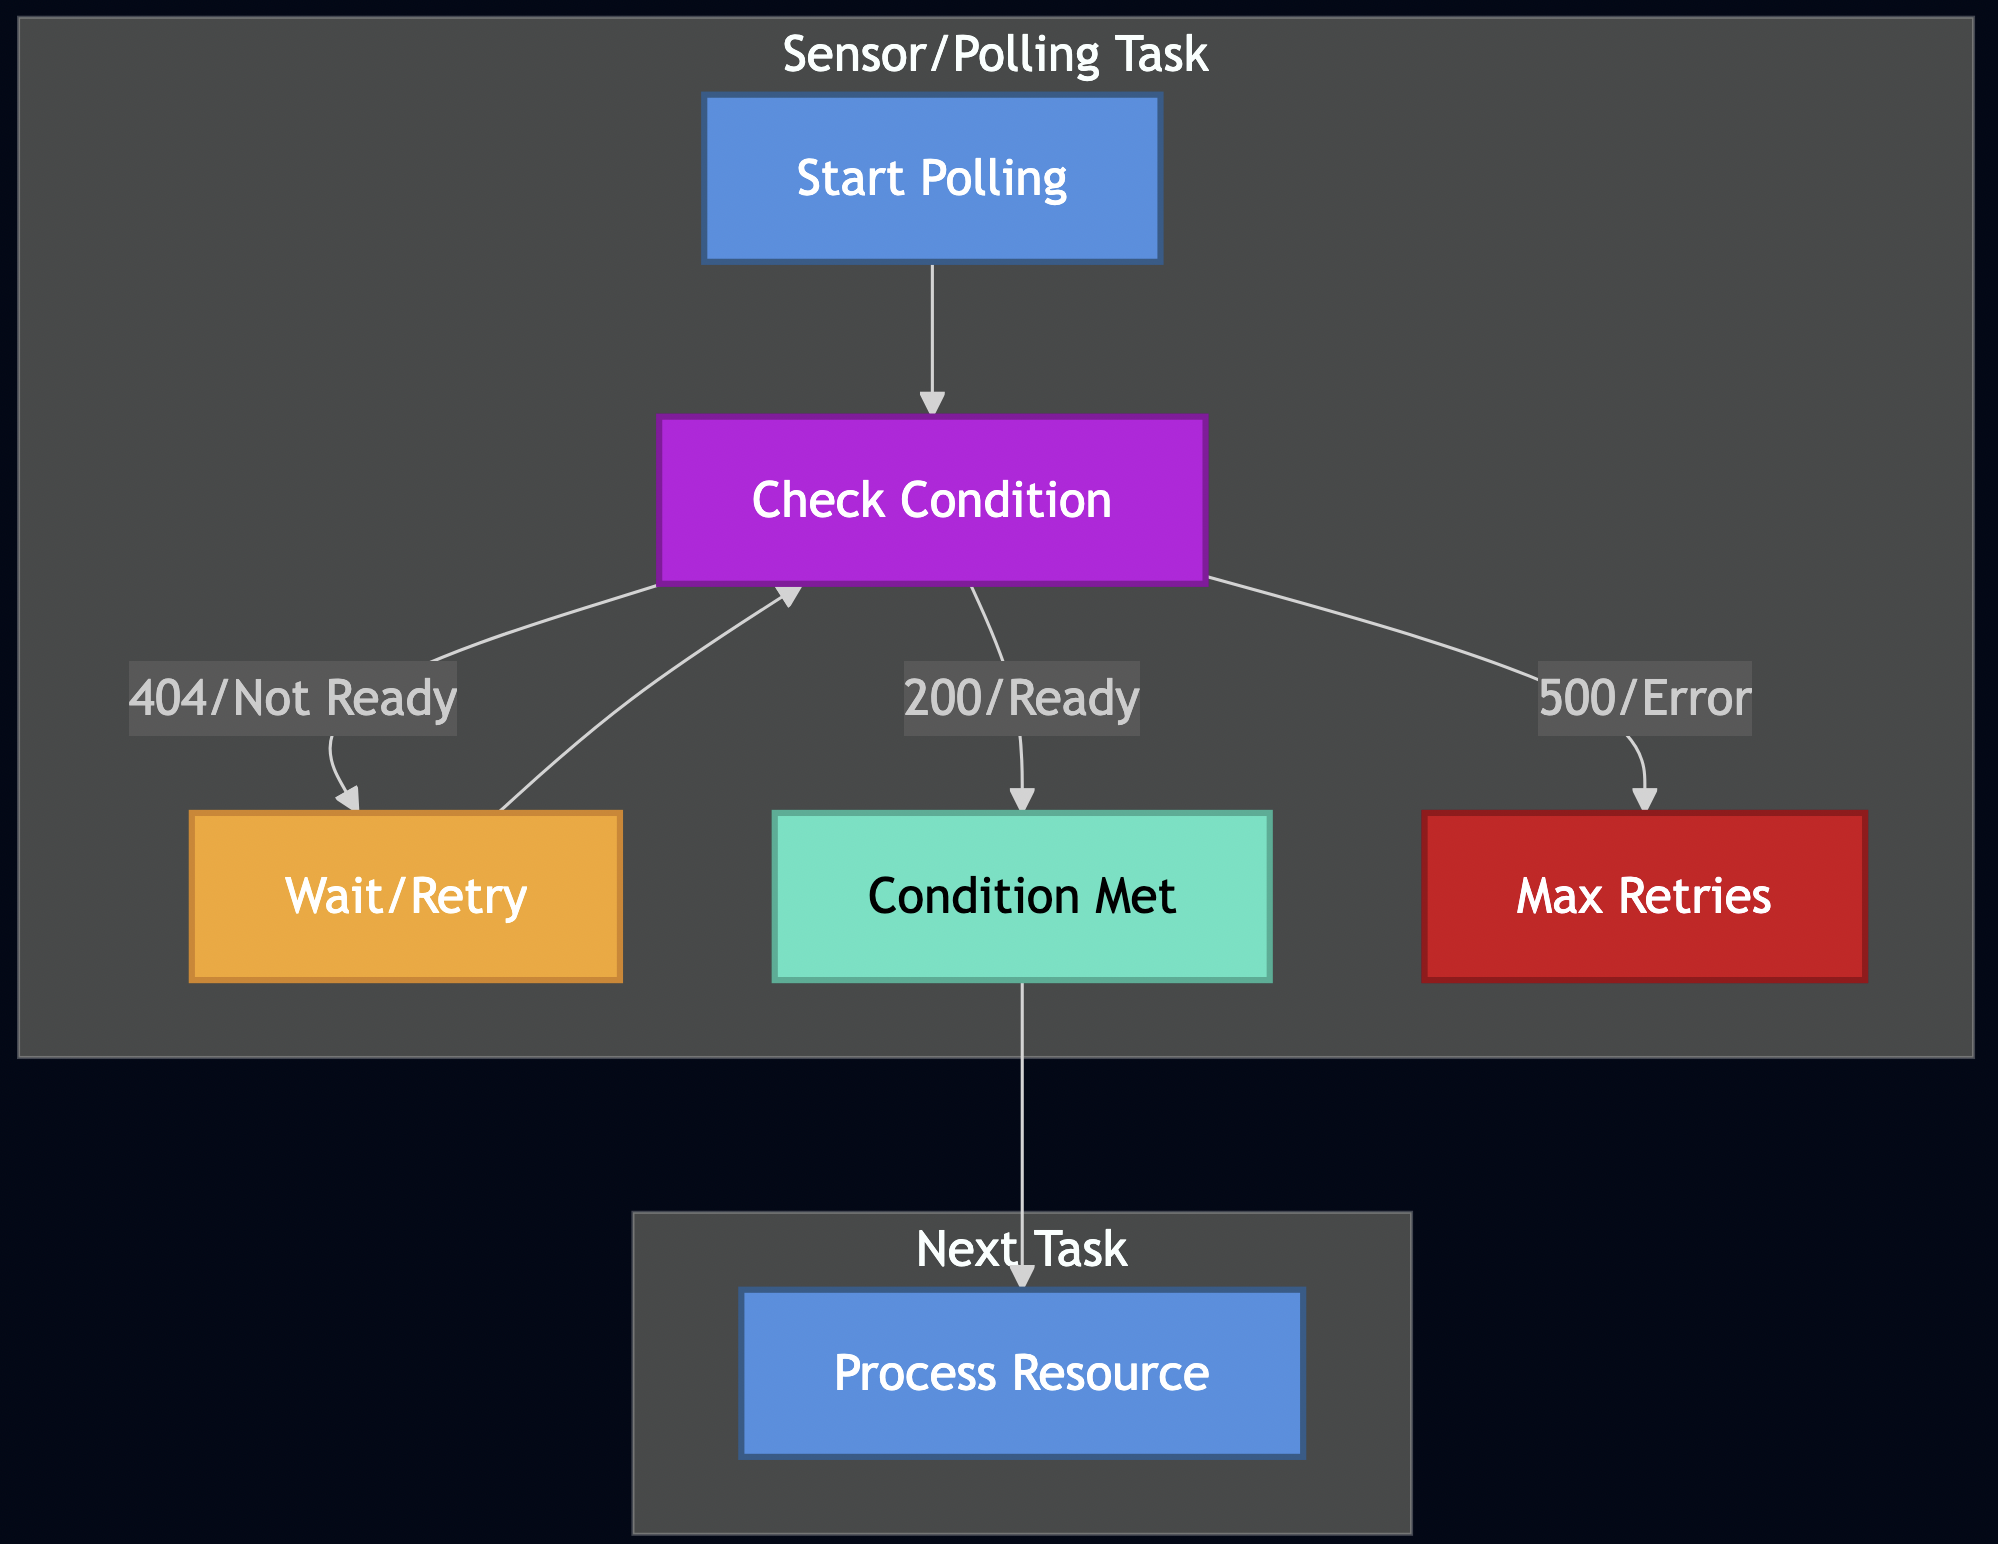 Sensor/Polling Task
Start Polling
Check Condition
404/Not Ready
200/Ready
500/Error
Wait/Retry
Condition Met
Max Retries
Next Task
Process Resource